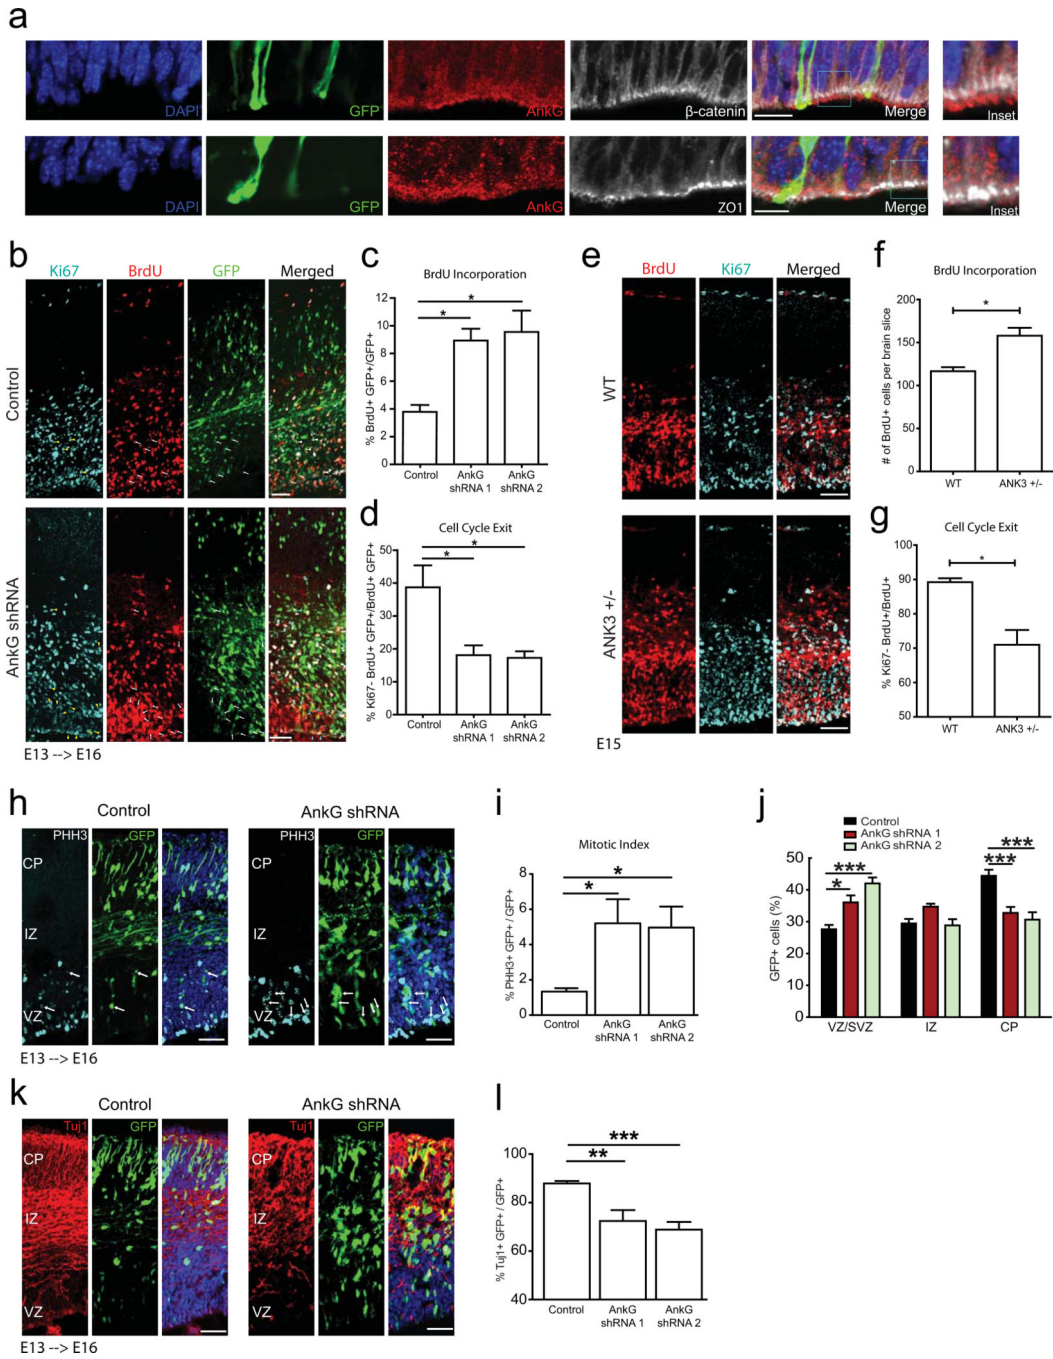 a
DAPI
GFP
AnkG
β-catenin
Merge
Inset
DAPI
GFP
AnkG
ZO1
Merge
Inset
b
Ki67
BrdU
GFP
Merged
Control
AnkG shRNA
E13 --> E16
c
BrdU Incorporation
% BrdU+ GFP+/GFP+
12
10
8
6
4
2
0
*
*
Control
AnkG
shRNA 1
AnkG
shRNA 2
d
Cell Cycle Exit
% Ki67- BrdU+ GFP+/BrdU+ GFP+
50
40
30
20
10
0
*
*
Control
AnkG
shRNA 1
AnkG
shRNA 2
e
BrdU
Ki67
Merged
WT
ANK3 +/-
E15
f
BrdU Incorporation
# of BrdU+ cells per brain slice
200
150
100
50
0
*
WT
ANK3 +/-
g
Cell Cycle Exit
% Ki67- BrdU+/BrdU+
100
90
80
70
60
50
*
WT
ANK3 +/-
h
Control
AnkG shRNA
PHH3
GFP
PHH3
GFP
CP
IZ
VZ
CP
IZ
VZ
E13 --> E16
i
Mitotic Index
% PHH3+ GFP+ / GFP+
8
6
4
2
0
*
*
Control
AnkG
shRNA 1
AnkG
shRNA 2
j
Control
AnkG shRNA 1
AnkG shRNA 2
GFP+ cells (%)
50
40
30
20
10
0
***
*
***
***
VZ/SVZ
IZ
CP
k
Control
AnkG shRNA
Tuj1
GFP
Tuj1
GFP
CP
IZ
VZ
CP
IZ
VZ
E13 --> E16
l
% Tuj1+ GFP+ / GFP+
100
80
60
40
***
**
Control
AnkG
shRNA 1
AnkG
shRNA 2